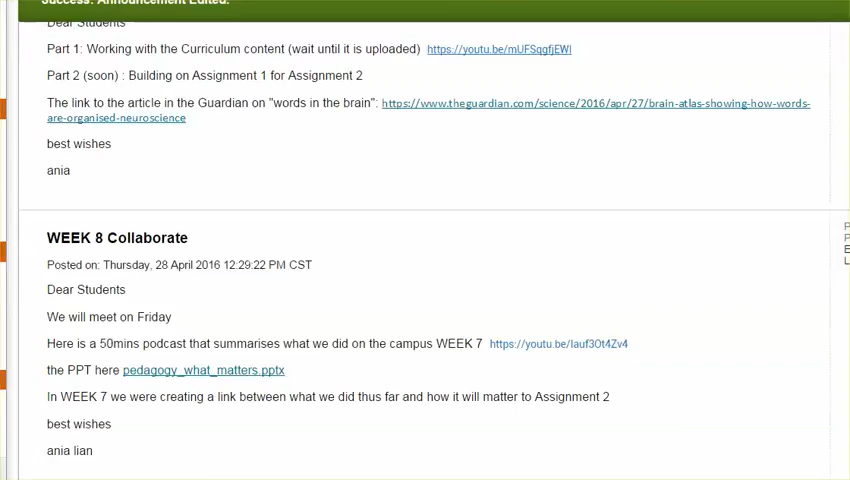 Success: Announcement Edited.
Dear Students
Part 1: Working with the Curriculum content (wait until it is uploaded) https://youtu.be/mUFSqgfjEWI
Part 2 (soon) : Building on Assignment 1 for Assignment 2
The link to the article in the Guardian on "words in the brain": https://www.theguardian.com/science/2016/apr/27/brain-atlas-showing-how-words-
are-organised-neuroscience
best wishes
ania
WEEK 8 Collaborate
Posted on: Thursday, 28 April 2016 12:29:22 PM CST
Dear Students
We will meet on Friday
Here is a 50mins podcast that summarises what we did on the campus WEEK 7 https://youtu.be/lauf3Ot4Zv4
the PPT here pedagogy_what_matters.pptx
In WEEK 7 we were creating a link between what we did thus far and how it will matter to Assignment 2
best wishes
ania lian